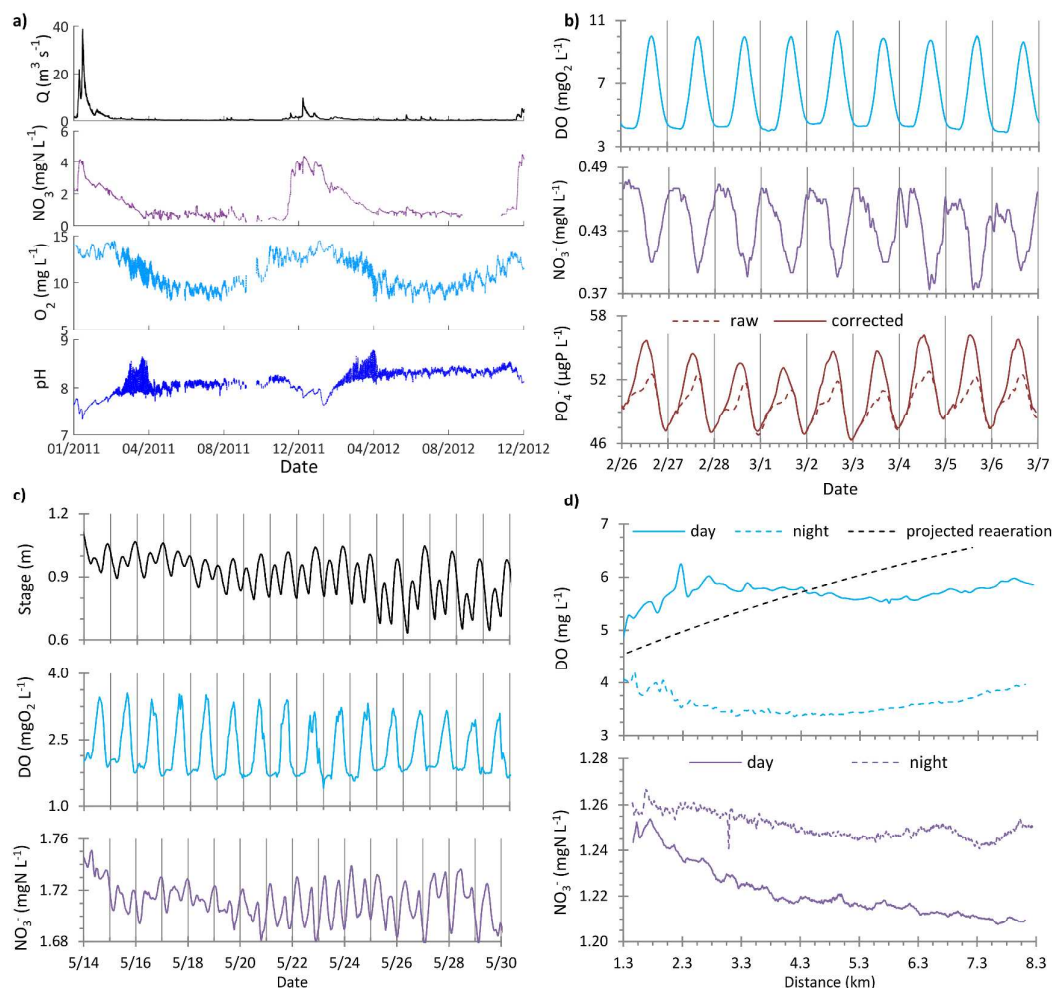 a)
Q (m³ s⁻¹)
40
20
0
NO₃⁻(mgN L⁻¹)
6
4
2
0
O₂ (mg L⁻¹)
15
10
5
pH
9
8
7
01/2011 04/2011 08/2011 12/2011 04/2012 08/2012 12/2012
Date
b)
DO (mgO₂ L⁻¹)
11
7
3
NO₃⁻ (mgN L⁻¹)
0.49
0.43
0.37
raw corrected
PO₄⁻ (µgP L⁻¹)
58
52
46
2/26 2/27 2/28 3/1 3/2 3/3 3/4 3/5 3/6 3/7
Date
c)
Stage (m)
1.2
0.9
0.6
DO (mgO₂ L⁻¹)
4.0
2.5
1.0
NO₃⁻ (mgN L⁻¹)
1.76
1.72
1.68
5/14 5/16 5/18 5/20 5/22 5/24 5/26 5/28 5/30
Date
d)
day night projected reaeration
DO (mg L⁻¹)
7
6
5
4
3
day night
NO₃⁻ (mgN L⁻¹)
1.28
1.26
1.24
1.22
1.20
1.3 2.3 3.3 4.3 5.3 6.3 7.3 8.3
Distance (km)